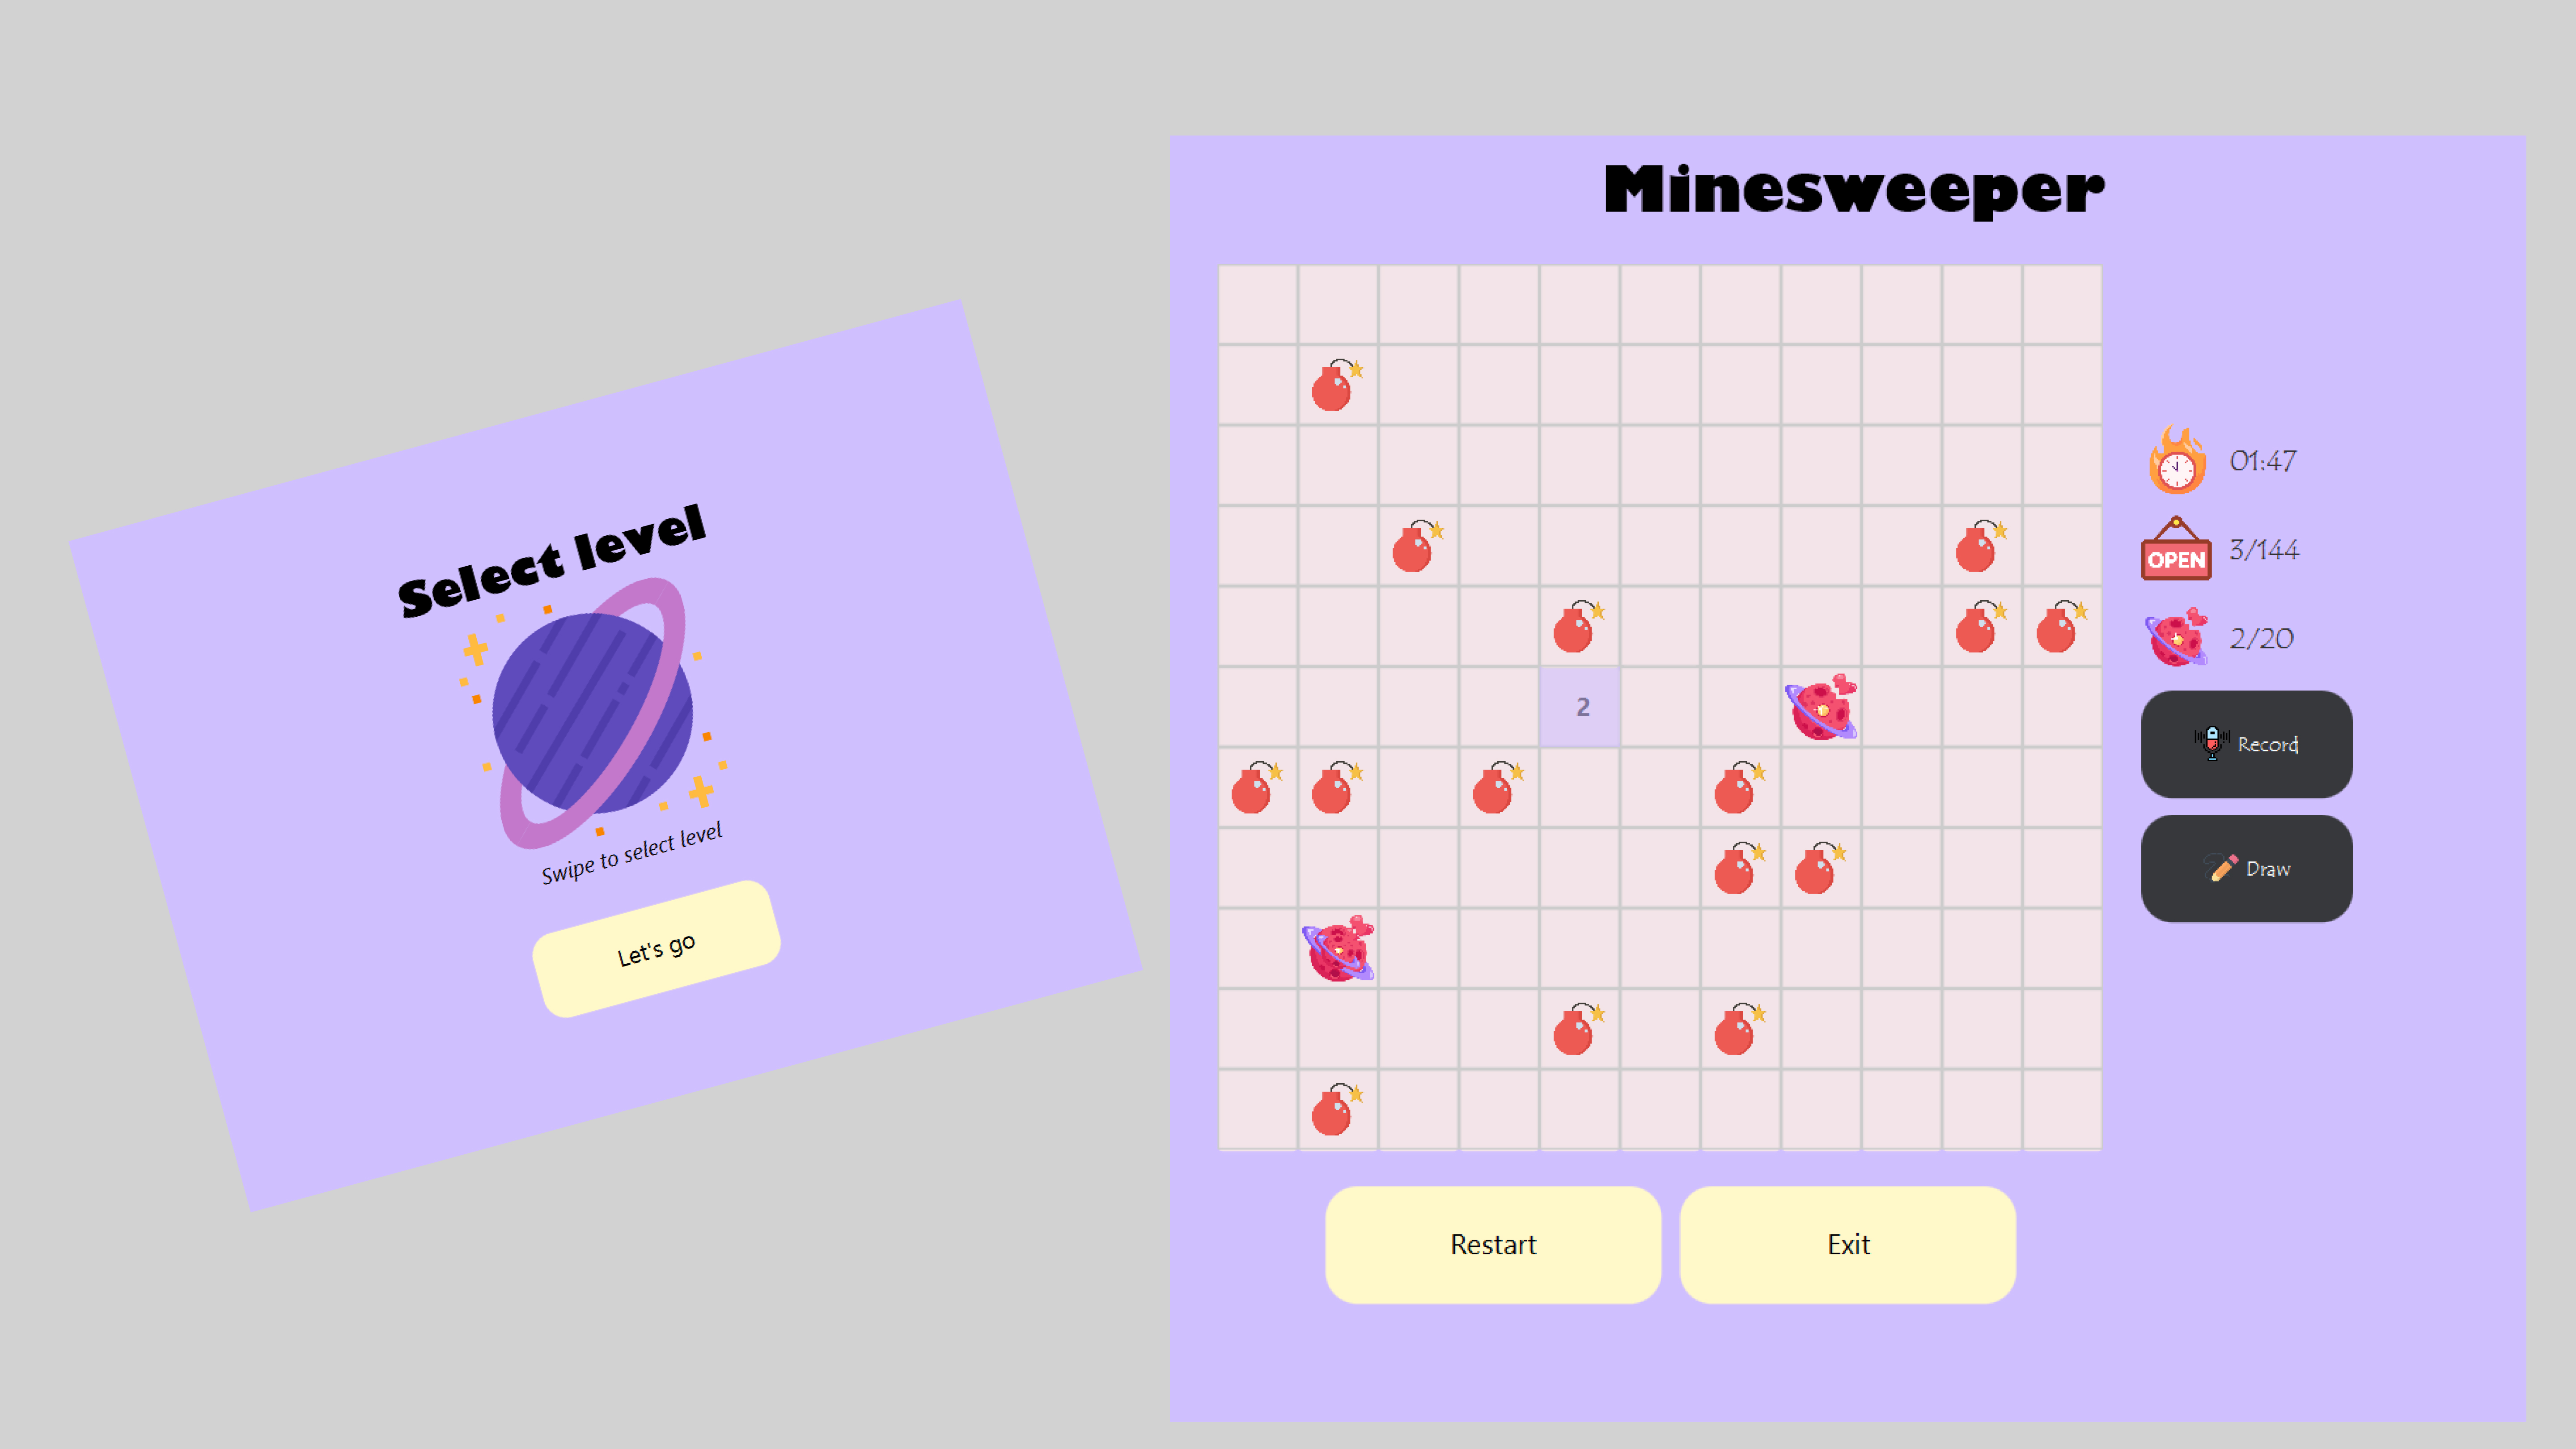 Select level
Swipe to select level
Let's go
Minesweeper
2
01:47
OPEN
3/144
2/20
Record
Draw
Restart
Exit